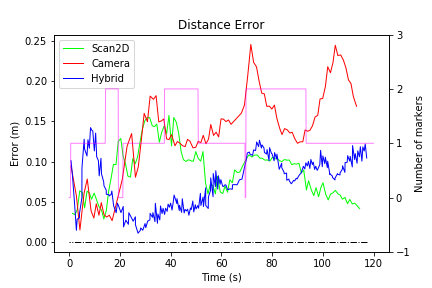 Distance Error
Scan2D
Camera
Hybrid
Error (m)
0.25
0.20
0.15
0.10
0.05
0.00
3
2
1
0
−1
Number of markers
0 20 40 60 80 100 120
Time (s)